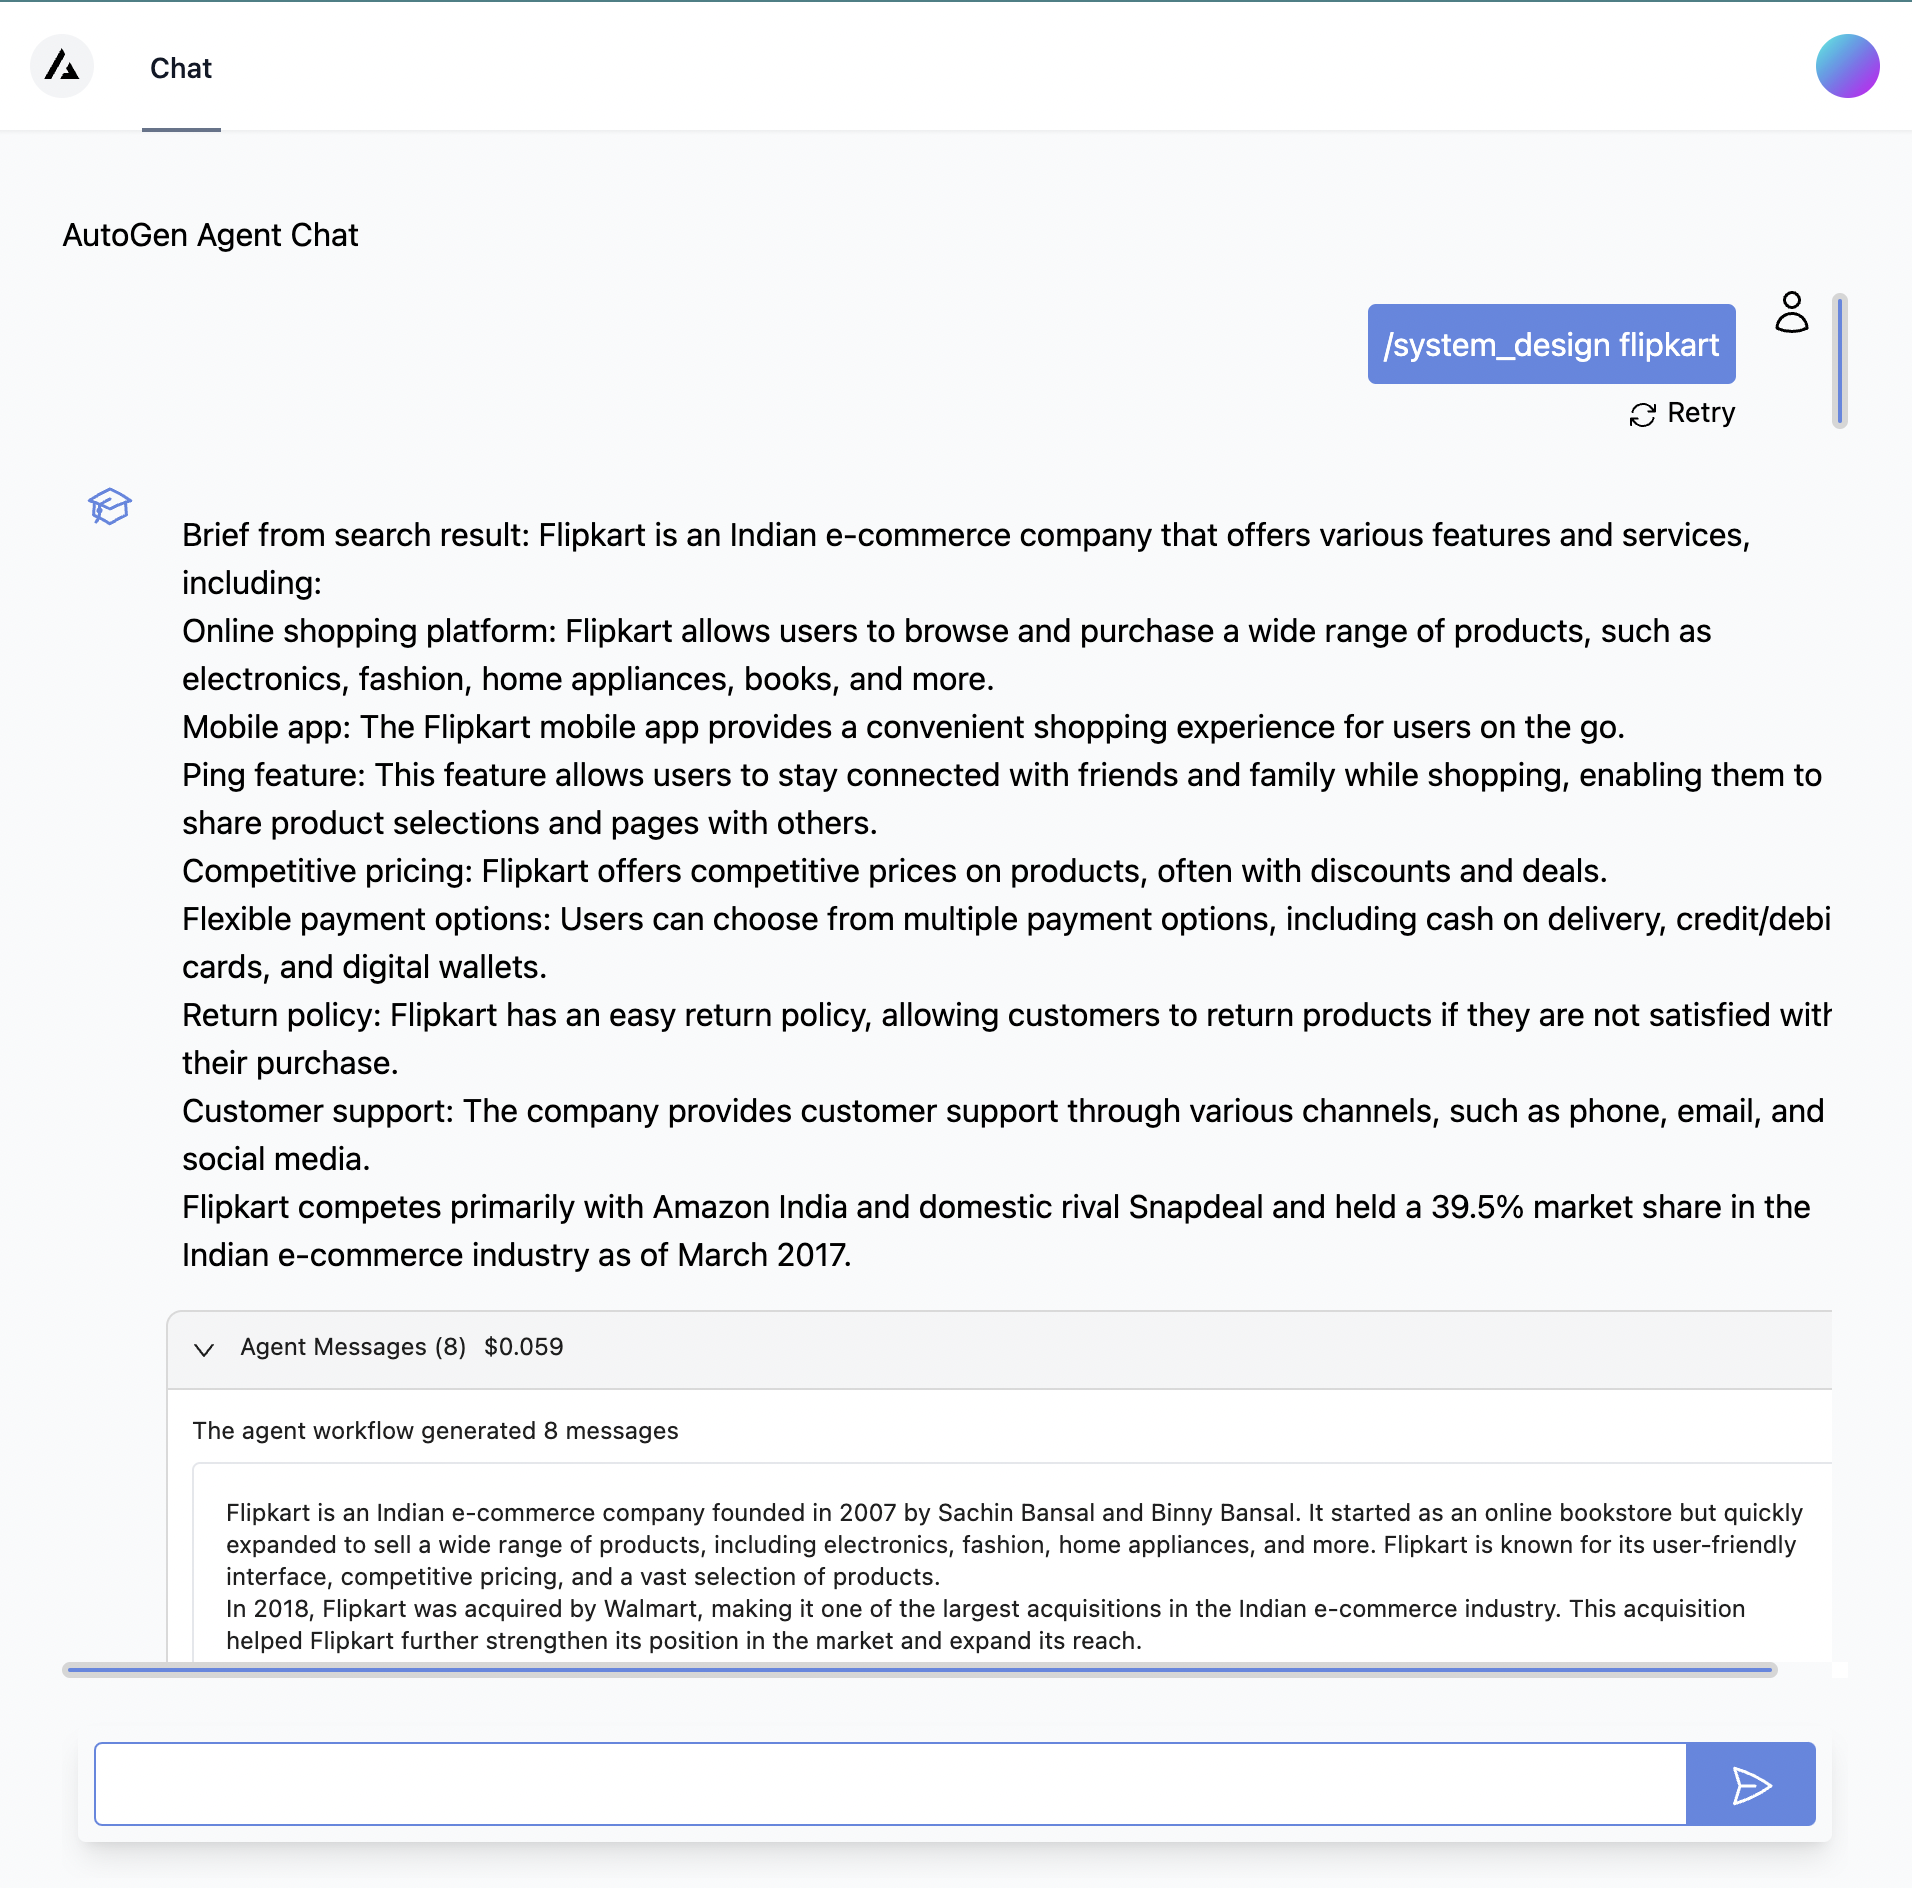 Chat
AutoGen Agent Chat
/system_design flipkart
Retry
Brief from search result: Flipkart is an Indian e-commerce company that offers various features and services,
including:
Online shopping platform: Flipkart allows users to browse and purchase a wide range of products, such as
electronics, fashion, home appliances, books, and more.
Mobile app: The Flipkart mobile app provides a convenient shopping experience for users on the go.
Ping feature: This feature allows users to stay connected with friends and family while shopping, enabling them to
share product selections and pages with others.
Competitive pricing: Flipkart offers competitive prices on products, often with discounts and deals.
Flexible payment options: Users can choose from multiple payment options, including cash on delivery, credit/debi
cards, and digital wallets.
Return policy: Flipkart has an easy return policy, allowing customers to return products if they are not satisfied with
their purchase.
Customer support: The company provides customer support through various channels, such as phone, email, and
social media.
Flipkart competes primarily with Amazon India and domestic rival Snapdeal and held a 39.5% market share in the
Indian e-commerce industry as of March 2017.
Agent Messages (8) $0.059
The agent workflow generated 8 messages
Flipkart is an Indian e-commerce company founded in 2007 by Sachin Bansal and Binny Bansal. It started as an online bookstore but quickly
expanded to sell a wide range of products, including electronics, fashion, home appliances, and more. Flipkart is known for its user-friendly
interface, competitive pricing, and a vast selection of products.
In 2018, Flipkart was acquired by Walmart, making it one of the largest acquisitions in the Indian e-commerce industry. This acquisition
helped Flipkart further strengthen its position in the market and expand its reach.